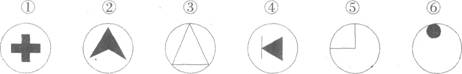 ① ② ③ ④ ⑤ ⑥